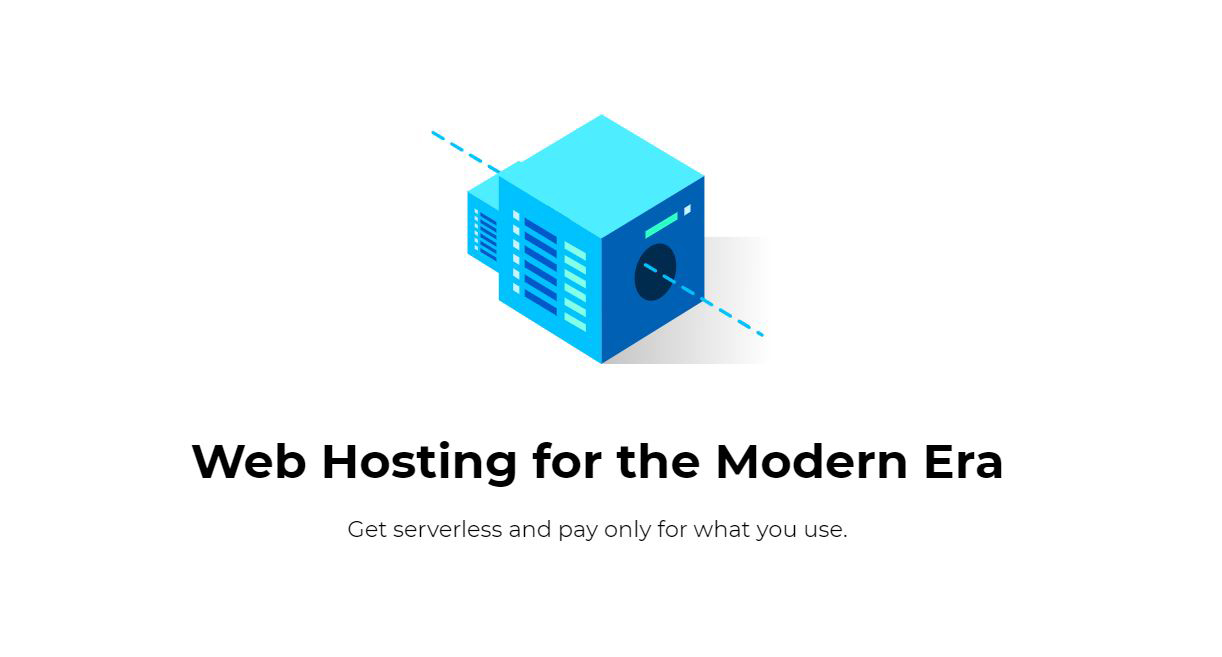 Web Hosting for the Modern Era
Get serverless and pay only for what you use.